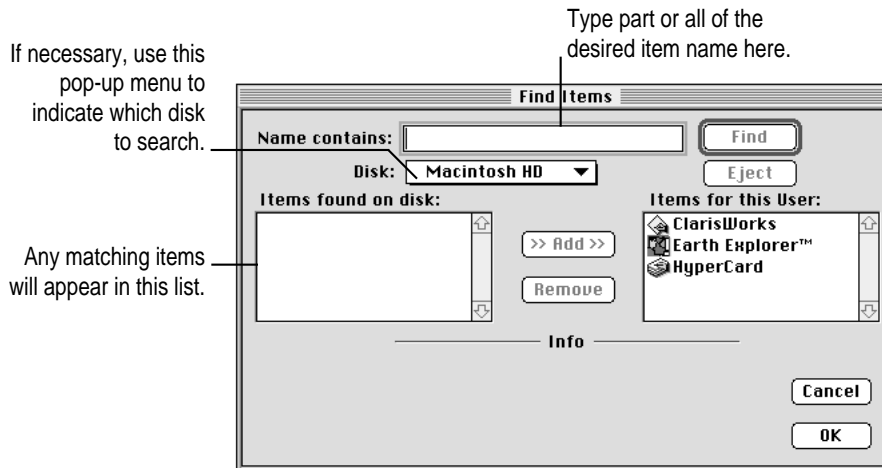 Type part or all of the
desired item name here.
If necessary, use this
pop-up menu to
indicate which disk
to search.
Find Items
Name contains:
Find
Disk:
Macintosh HD
Eject
Items found on disk:
Items for this User:
>> Add >>
Remove
ClarisWorks
Earth Explorer™
HyperCard
Any matching items
will appear in this list.
Info
Cancel
OK